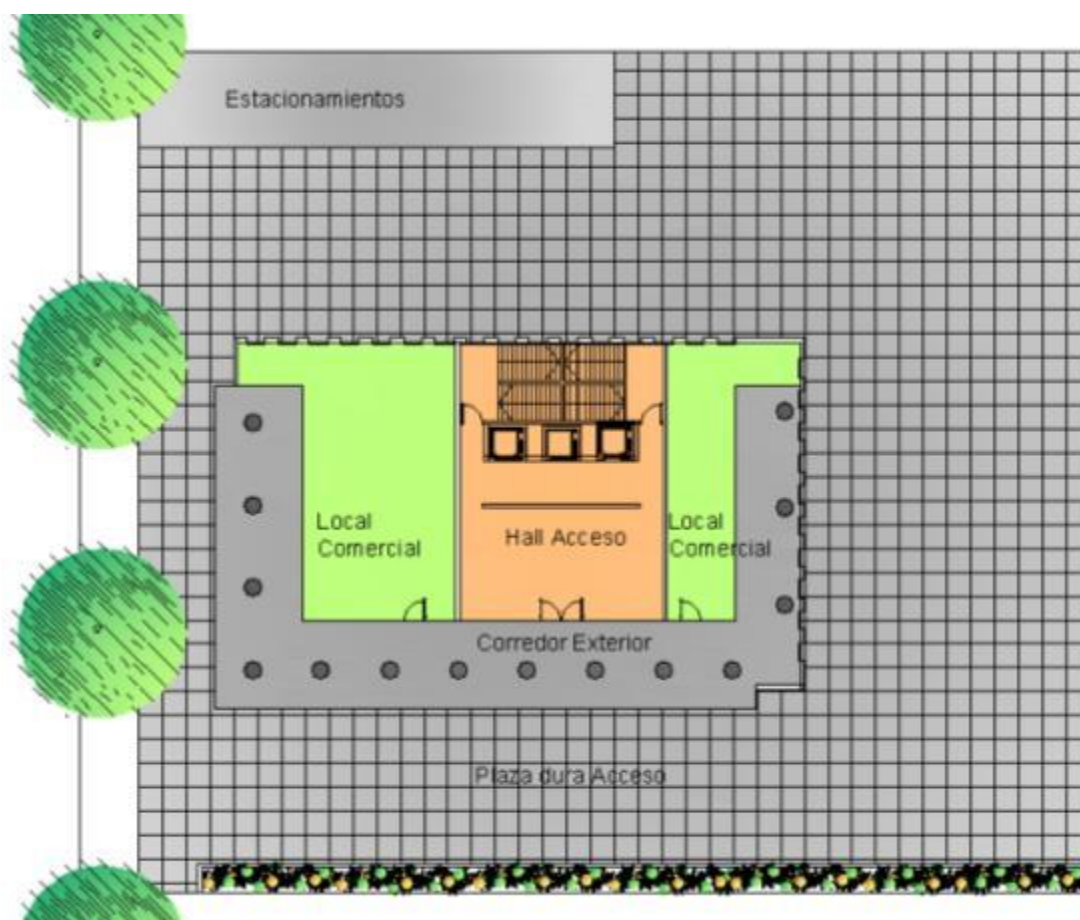 Estacionamientos
Local
Comercial
Hall Acceso
Local
Comercial
Corredor Exterior
Plaza dura Acceso